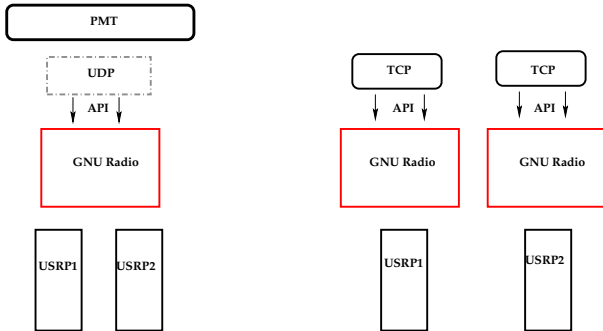 PMT
UDP
API
GNU Radio
USRP1
USRP2
TCP
API
GNU Radio
USRP1
TCP
API
GNU Radio
USRP2